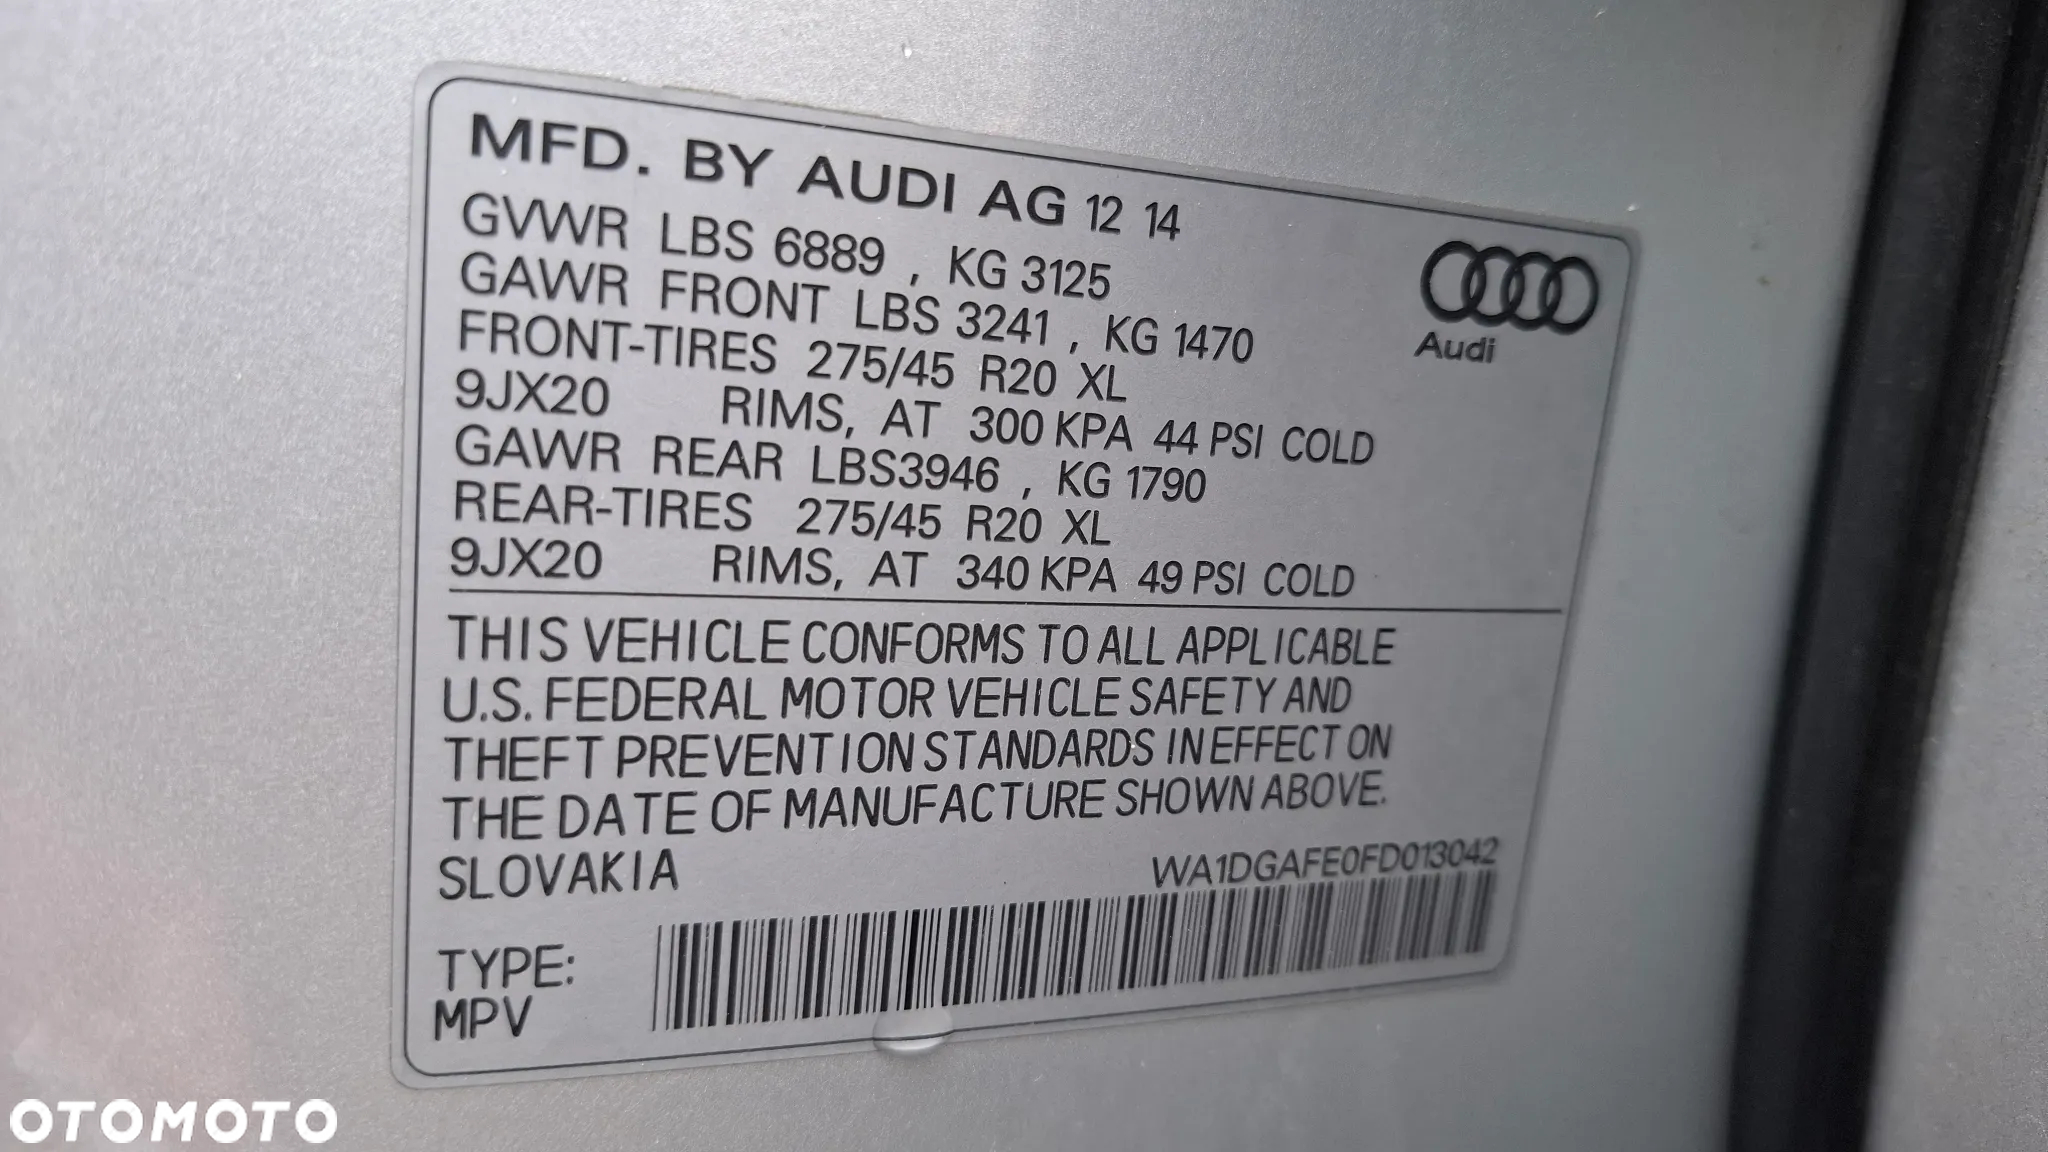 MFD. BY AUDI AG 12 14
GVWR LBS 6889 , KG 3125
GAWR FRONT LBS 3241 , KG 1470
FRONT-TIRES 275/45 R20 XL
9JX20 RIMS, AT 300 KPA 44 PSI COLD
GAWR REAR LBS3946 , KG 1790
REAR-TIRES 275/45 R20 XL
9JX20 RIMS, AT 340 KPA 49 PSI COLD
Audi
THIS VEHICLE CONFORMS TO ALL APPLICABLE
U.S. FEDERAL MOTOR VEHICLE SAFETY AND
THEFT PREVENTION STANDARDS IN EFFECT ON
THE DATE OF MANUFACTURE SHOWN ABOVE.
SLOVAKIA WA1DGAFE0FD013042
TYPE:
MPV
OTOMOTO